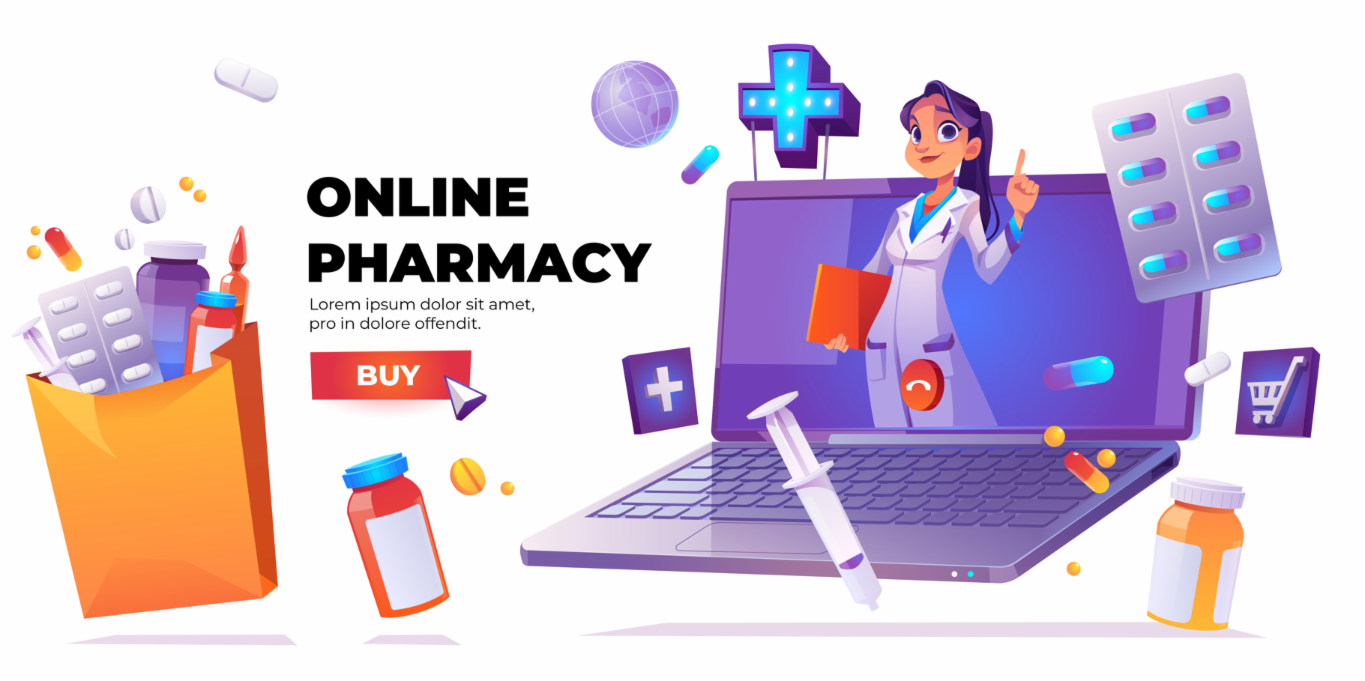 ONLINE
PHARMACY
Lorem ipsum dolor sit amet,
pro in dolore offendit.
BUY